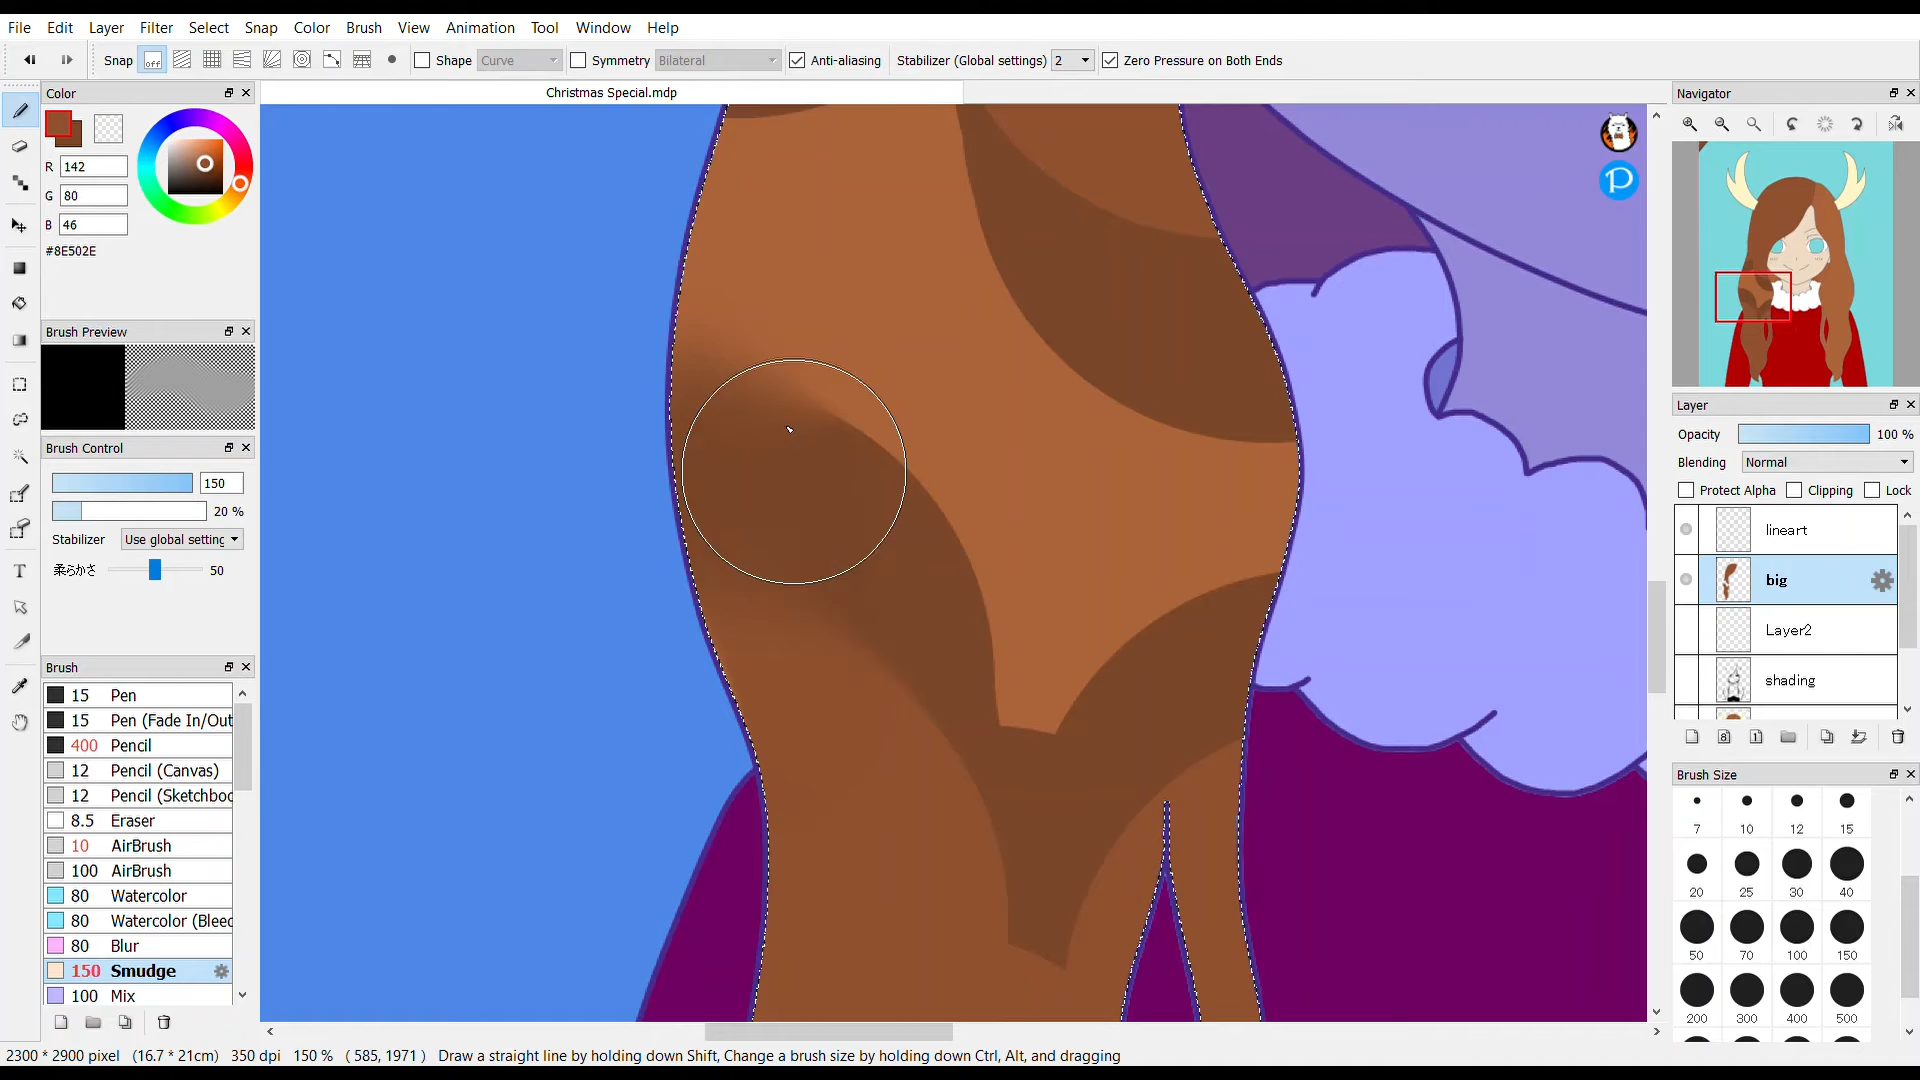 File Edit Layer Filter Select Snap Color Brush View Animation Tool Window Help
Snap off Shape Curve Symmetry Bilateral Anti-aliasing Stabilizer (Global settings) 2 Zero Pressure on Both Ends
Color
R 142
G 80
B 46
#8E502E
Brush Preview
Brush Control
150
20 %
Stabilizer Use global setting
柔らかさ 50
Brush
15 Pen
15 Pen (Fade In/Out
400 Pencil
12 Pencil (Canvas)
12 Pencil (Sketchboo
8.5 Eraser
10 AirBrush
100 AirBrush
80 Watercolor
80 Watercolor (Bleed
80 Blur
150 Smudge
100 Mix
Christmas Special.mdp
P
Navigator
Layer
Opacity 100 %
Blending Normal
Protect Alpha Clipping Lock
lineart
big
Layer2
shading
8 1
Brush Size
7 10 12 15
20 25 30 40
50 70 100 150
200 300 400 500
2300 * 2900 pixel (16.7 * 21cm) 350 dpi 150 % ( 585, 1971 ) Draw a straight line by holding down Shift, Change a brush size by holding down Ctrl, Alt, and dragging